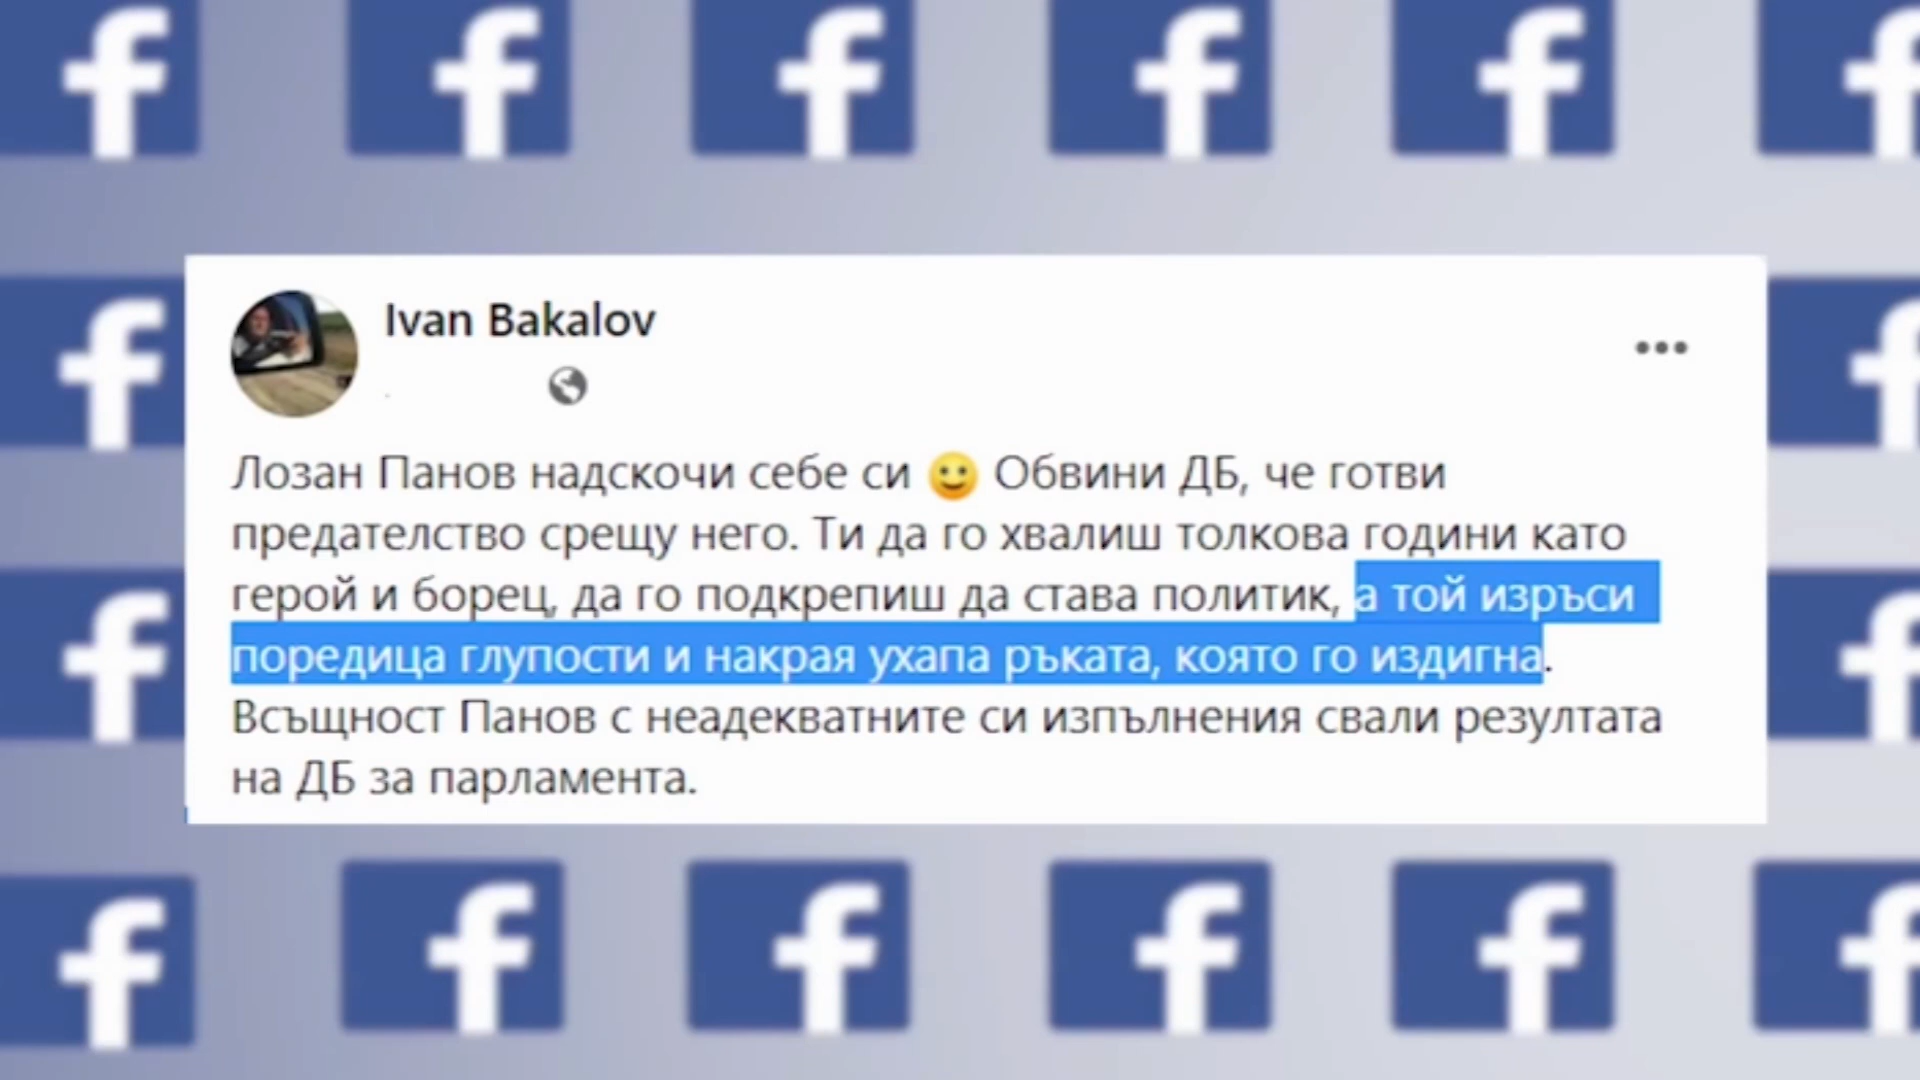 Ivan Bakalov
Лозан Панов надскочи себе си 🙂 Обвини ДБ, че готви
предателство срещу него. Ти да го хвалиш толкова години като
герой и борец, да го подкрепиш да става политик, а той изръси
поредица глупости и накрая ухапа ръката, която го издигна.
Всъщност Панов с неадекватните си изпълнения свали резултата
на ДБ за парламента.